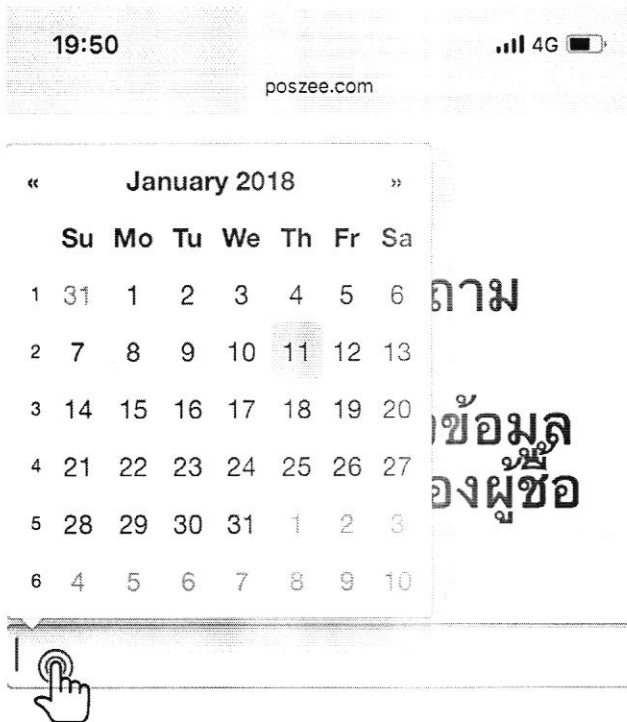 19:50 4G
poszee.com
« January 2018 »
Su Mo Tu We Th Fr Sa
1 31 1 2 3 4 5 6
ถาม
2 7 8 9 10 11 12 13
3 14 15 16 17 18 19 20
ข้อมูล
4 21 22 23 24 25 26 27
องผู้ซื้อ
5 28 29 30 31 1 2 3
6 4 5 6 7 8 9 10